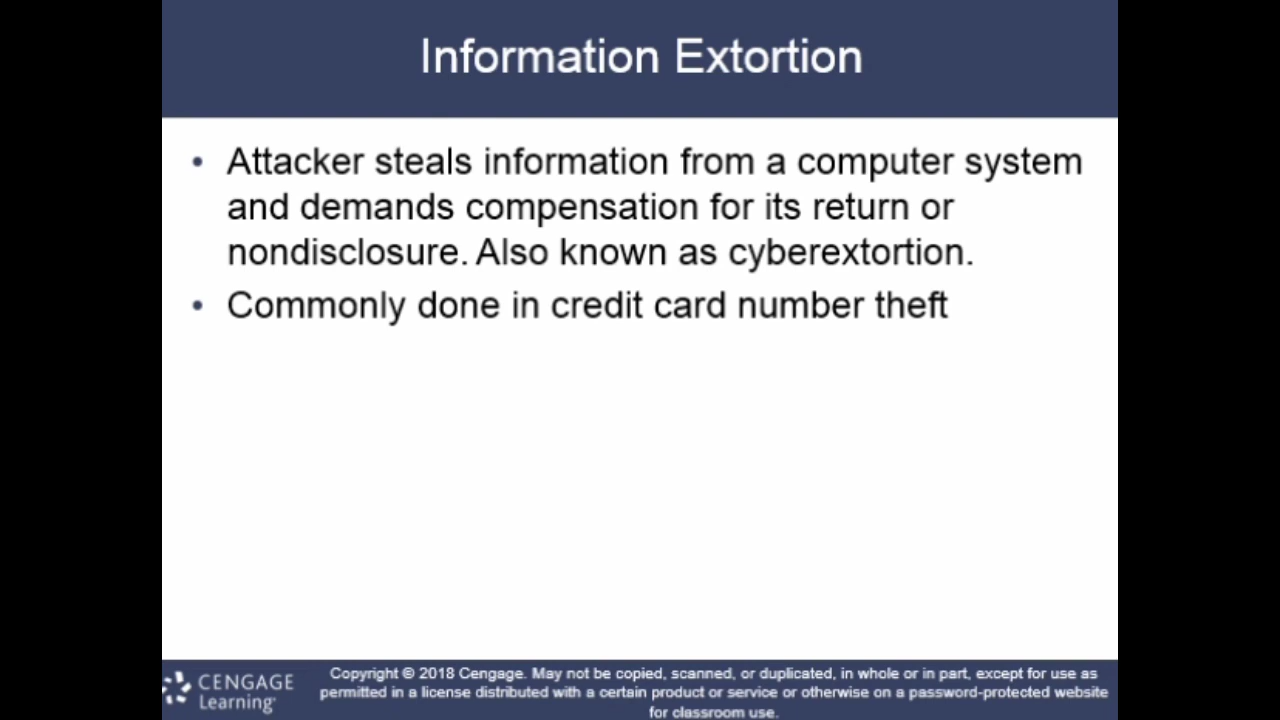 Information Extortion
• Attacker steals information from a computer system
and demands compensation for its return or
nondisclosure. Also known as cyberextortion.
• Commonly done in credit card number theft
CENGAGE
Learning
Copyright © 2018 Cengage. May not be copied, scanned, or duplicated, in whole or in part, except for use as
permitted in a license distributed with a certain product or service or otherwise on a password-protected website
for classroom use.